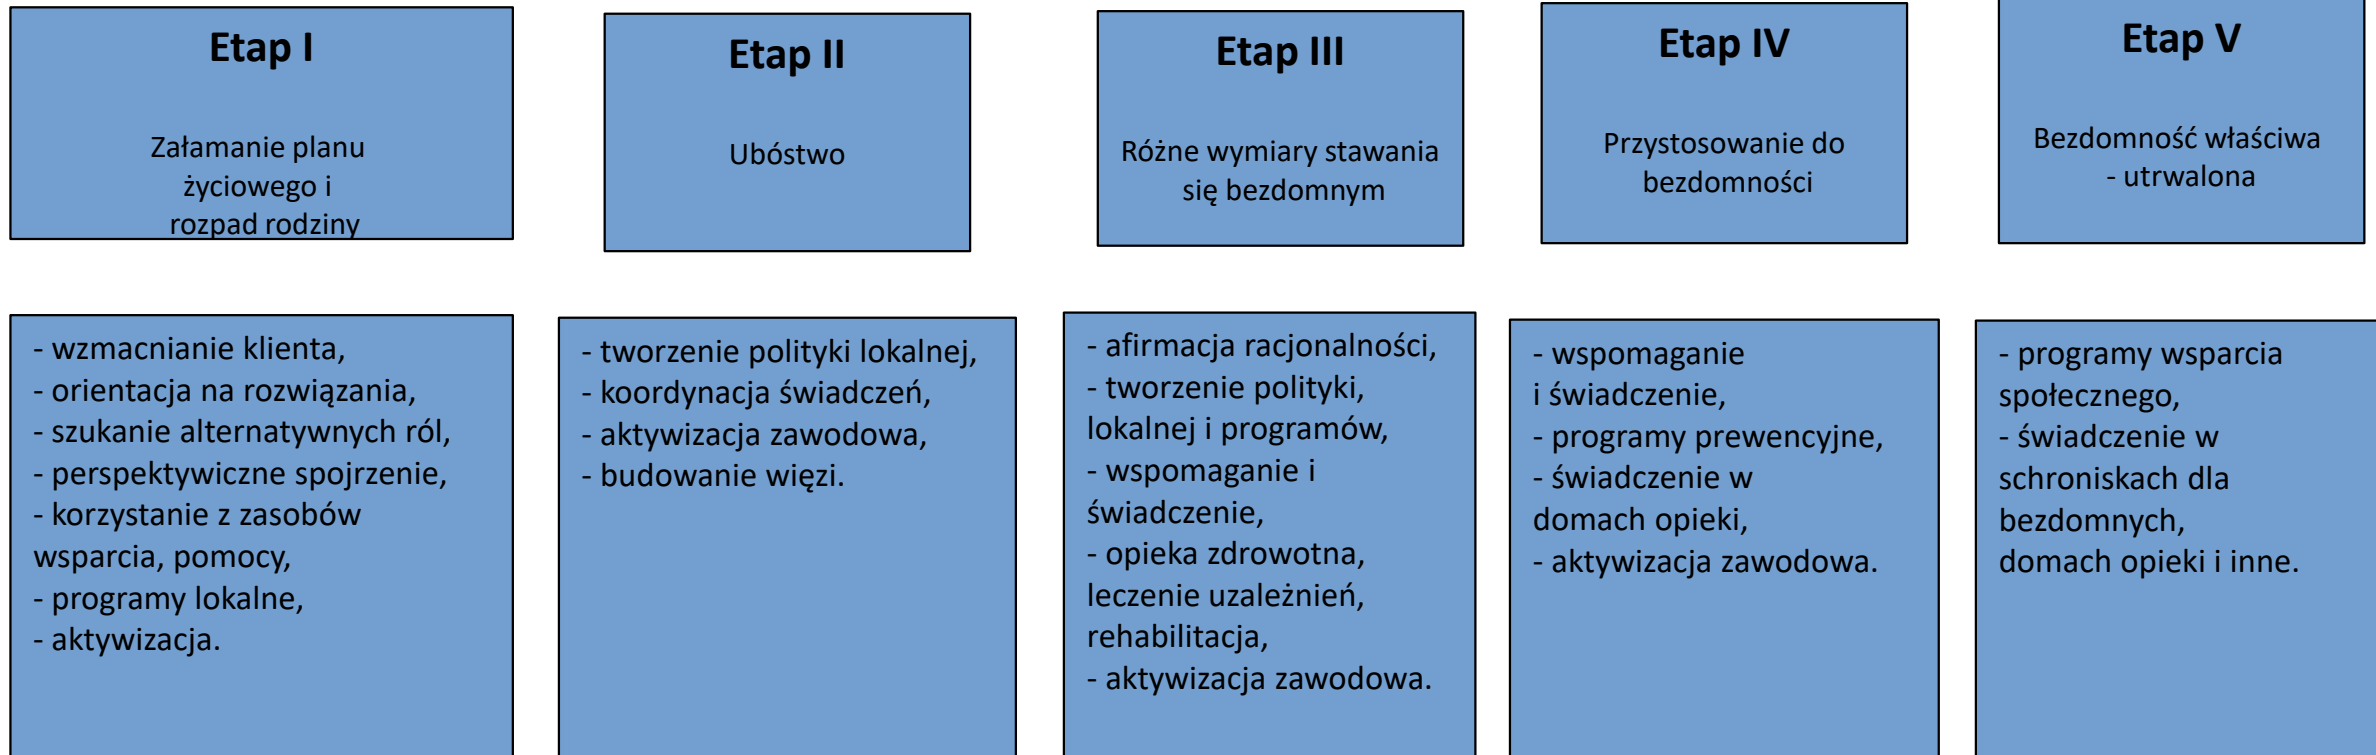 Etap I
Załamanie planu
życiowego i
rozpad rodziny
Etap II
Ubóstwo
Etap III
Różne wymiary stawania
się bezdomnym
Etap IV
Przystosowanie do
bezdomności
Etap V
Bezdomność właściwa
- utrwalona
- wzmacnianie klienta,
- orientacja na rozwiązania,
- szukanie alternatywnych ról,
- perspektywiczne spojrzenie,
- korzystanie z zasobów
wsparcia, pomocy,
- programy lokalne,
- aktywizacja.
- tworzenie polityki lokalnej,
- koordynacja świadczeń,
- aktywizacja zawodowa,
- budowanie więzi.
- afirmacja racjonalności,
- tworzenie polityki,
lokalnej i programów,
- wspomaganie i
świadczenie,
- opieka zdrowotna,
leczenie uzależnień,
rehabilitacja,
- aktywizacja zawodowa.
- wspomaganie
i świadczenie,
- programy prewencyjne,
- świadczenie w
domach opieki,
- aktywizacja zawodowa.
- programy wsparcia
społecznego,
- świadczenie w
schroniskach dla
bezdomnych,
domach opieki i inne.